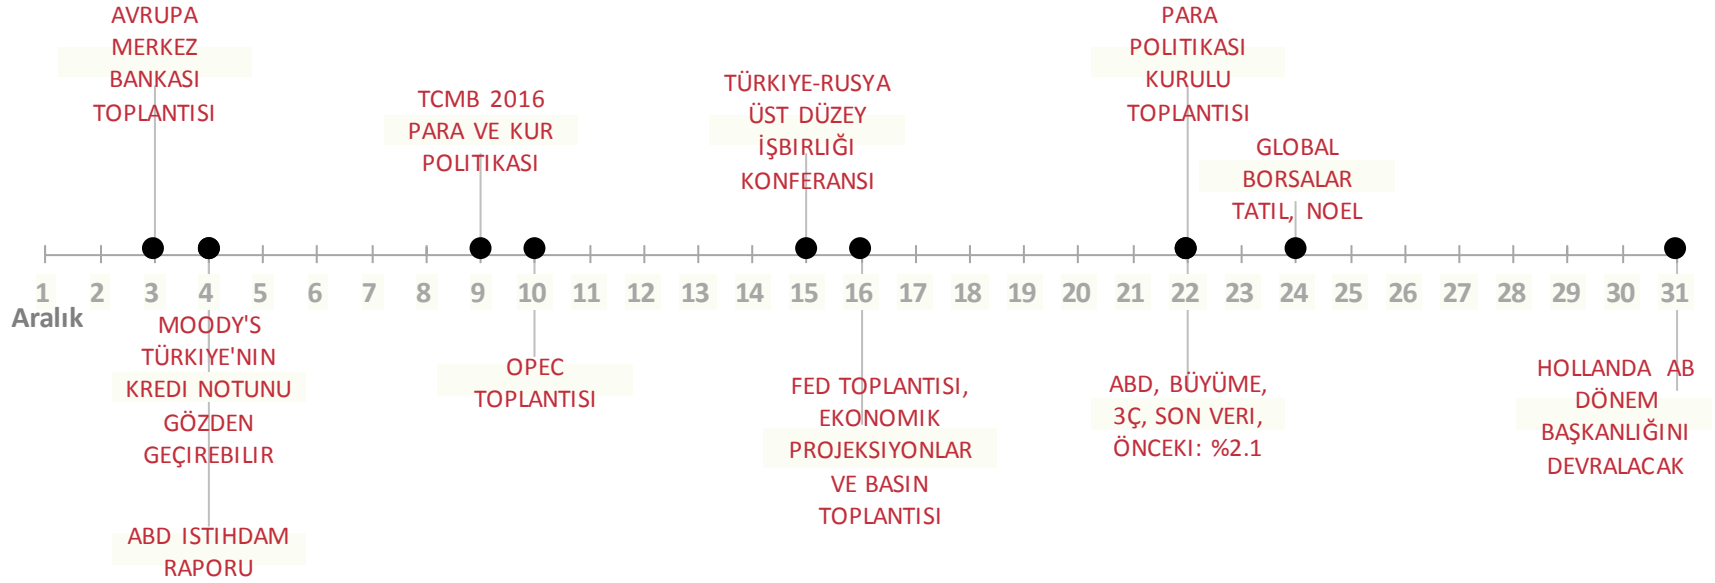 AVRUPA
MERKEZ
BANKASI
TOPLANTISI
TCMB 2016
PARA VE KUR
POLITIKASI
TÜRKIYE-RUSYA
ÜST DÜZEY
İŞBIRLIĞI
KONFERANSI
PARA
POLITIKASI
KURULU
TOPLANTISI
GLOBAL
BORSALAR
TATIL, NOEL
1 2 3 4 5 6 7 8 9 10 11 12 13 14 15 16 17 18 19 20 21 22 23 24 25 26 27 28 29 30 31
Aralık
MOODY'S
TÜRKIYE'NIN
KREDI NOTUNU
GÖZDEN
GEÇIREBILIR
ABD ISTIHDAM
RAPORU
OPEC
TOPLANTISI
FED TOPLANTISI,
EKONOMIK
PROJEKSIYONLAR
VE BASIN
TOPLANTISI
ABD, BÜYÜME,
3Ç, SON VERI,
ÖNCEKI: %2.1
HOLLANDA AB
DÖNEM
BAŞKANLIĞINI
DEVRALACAK